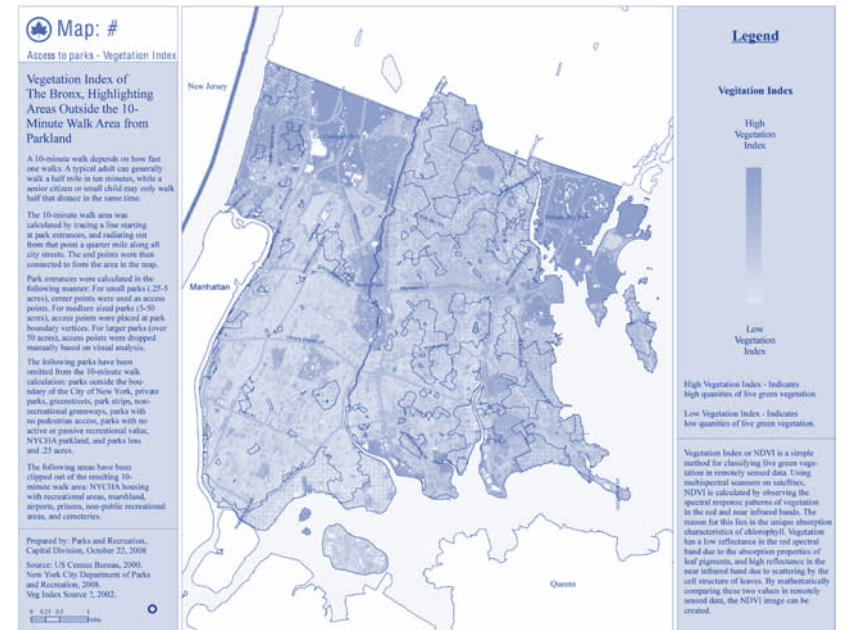 Map: #
Access to parks - Vegetation Index
Vegetation Index of
The Bronx, Highlighting
Areas Outside the 10-
Minute Walk Area from
Parkland
A 10-minute walk depends on how fast
one walks. A typical adult can generally
walk a half mile in ten minutes, while a
senior citizen or small child may only walk
half that distace in the same time.
The 10-minute walk area was
calculated by tracing a line starting
at park entrances, and radiating out
from that point a quarter mile along all
city streets. The end points were then
connected to form the area in the map.
Park entrances were calculated in the
following manner: For small parks (.25-5
acres), center points were used as access
points. For medium sized parks (5-50
acres), access points were placed at park
boundary vertices. For larger parks (over
50 acres), access points were dropped
manually based on visual analysis.
The following parks have been
omitted from the 10-minute walk
calculation: parks outside the bou-
ndary of the City of New York, private
parks, greenstreets, park strips, non-
recreational greenways, parks with
no pedestrian access, parks with no
active or passive recreational value,
NYCHA parkland, and parks less
and .25 acres.
The following areas have been
clipped out of the resulting 10-
minute walk area: NYCHA housing
with recreational areas, marshland,
airports, prisons, non-public recreational
areas, and cemeteries.
Prepared by: Parks and Recreation,
Capital Division, October 22, 2008
Source: US Census Bureau, 2000.
New York City Department of Parks
and Recreation, 2008.
Veg Index Source ?, 2002.
0 0.25 0.5 1
Miles
New Jersey
Manhattan
Queens
Legend
Vegitation Index
High
Vegetation
Index
Low
Vegetation
Index
High Vegetation Index - Indicates
high quantities of live green vegetation.
Low Vegetation Index - Indicates
low quantities of live green vegetation.
Vegetation Index or NDVI is a simple
method for classifying live green vege-
tation in remotely sensed data. Using
multispectral scanners on satellites,
NDVI is calculated by observing the
spectral response patterns of vegetation
in the red and near infrared bands. The
reason for this lies in the unique absorption
characteristics of chlorophyll. Vegetation
has a low reflectance in the red spectral
band due to the absorption properties of
leaf pigments, and high reflectance in the
near infrared band due to scattering by the
cell structure of leaves. By mathematically
comparing these two values in remotely
sensed data, the NDVI image can be
created.